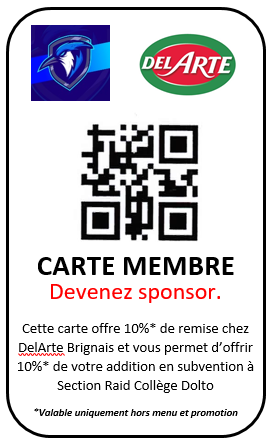 DEL ARTE
CARTE MEMBRE
Devenez sponsor.
Cette carte offre 10%* de remise chez
DelArte Brignais et vous permet d’offrir
10%* de votre addition en subvention à
Section Raid Collège Dolto
*Valable uniquement hors menu et promotion